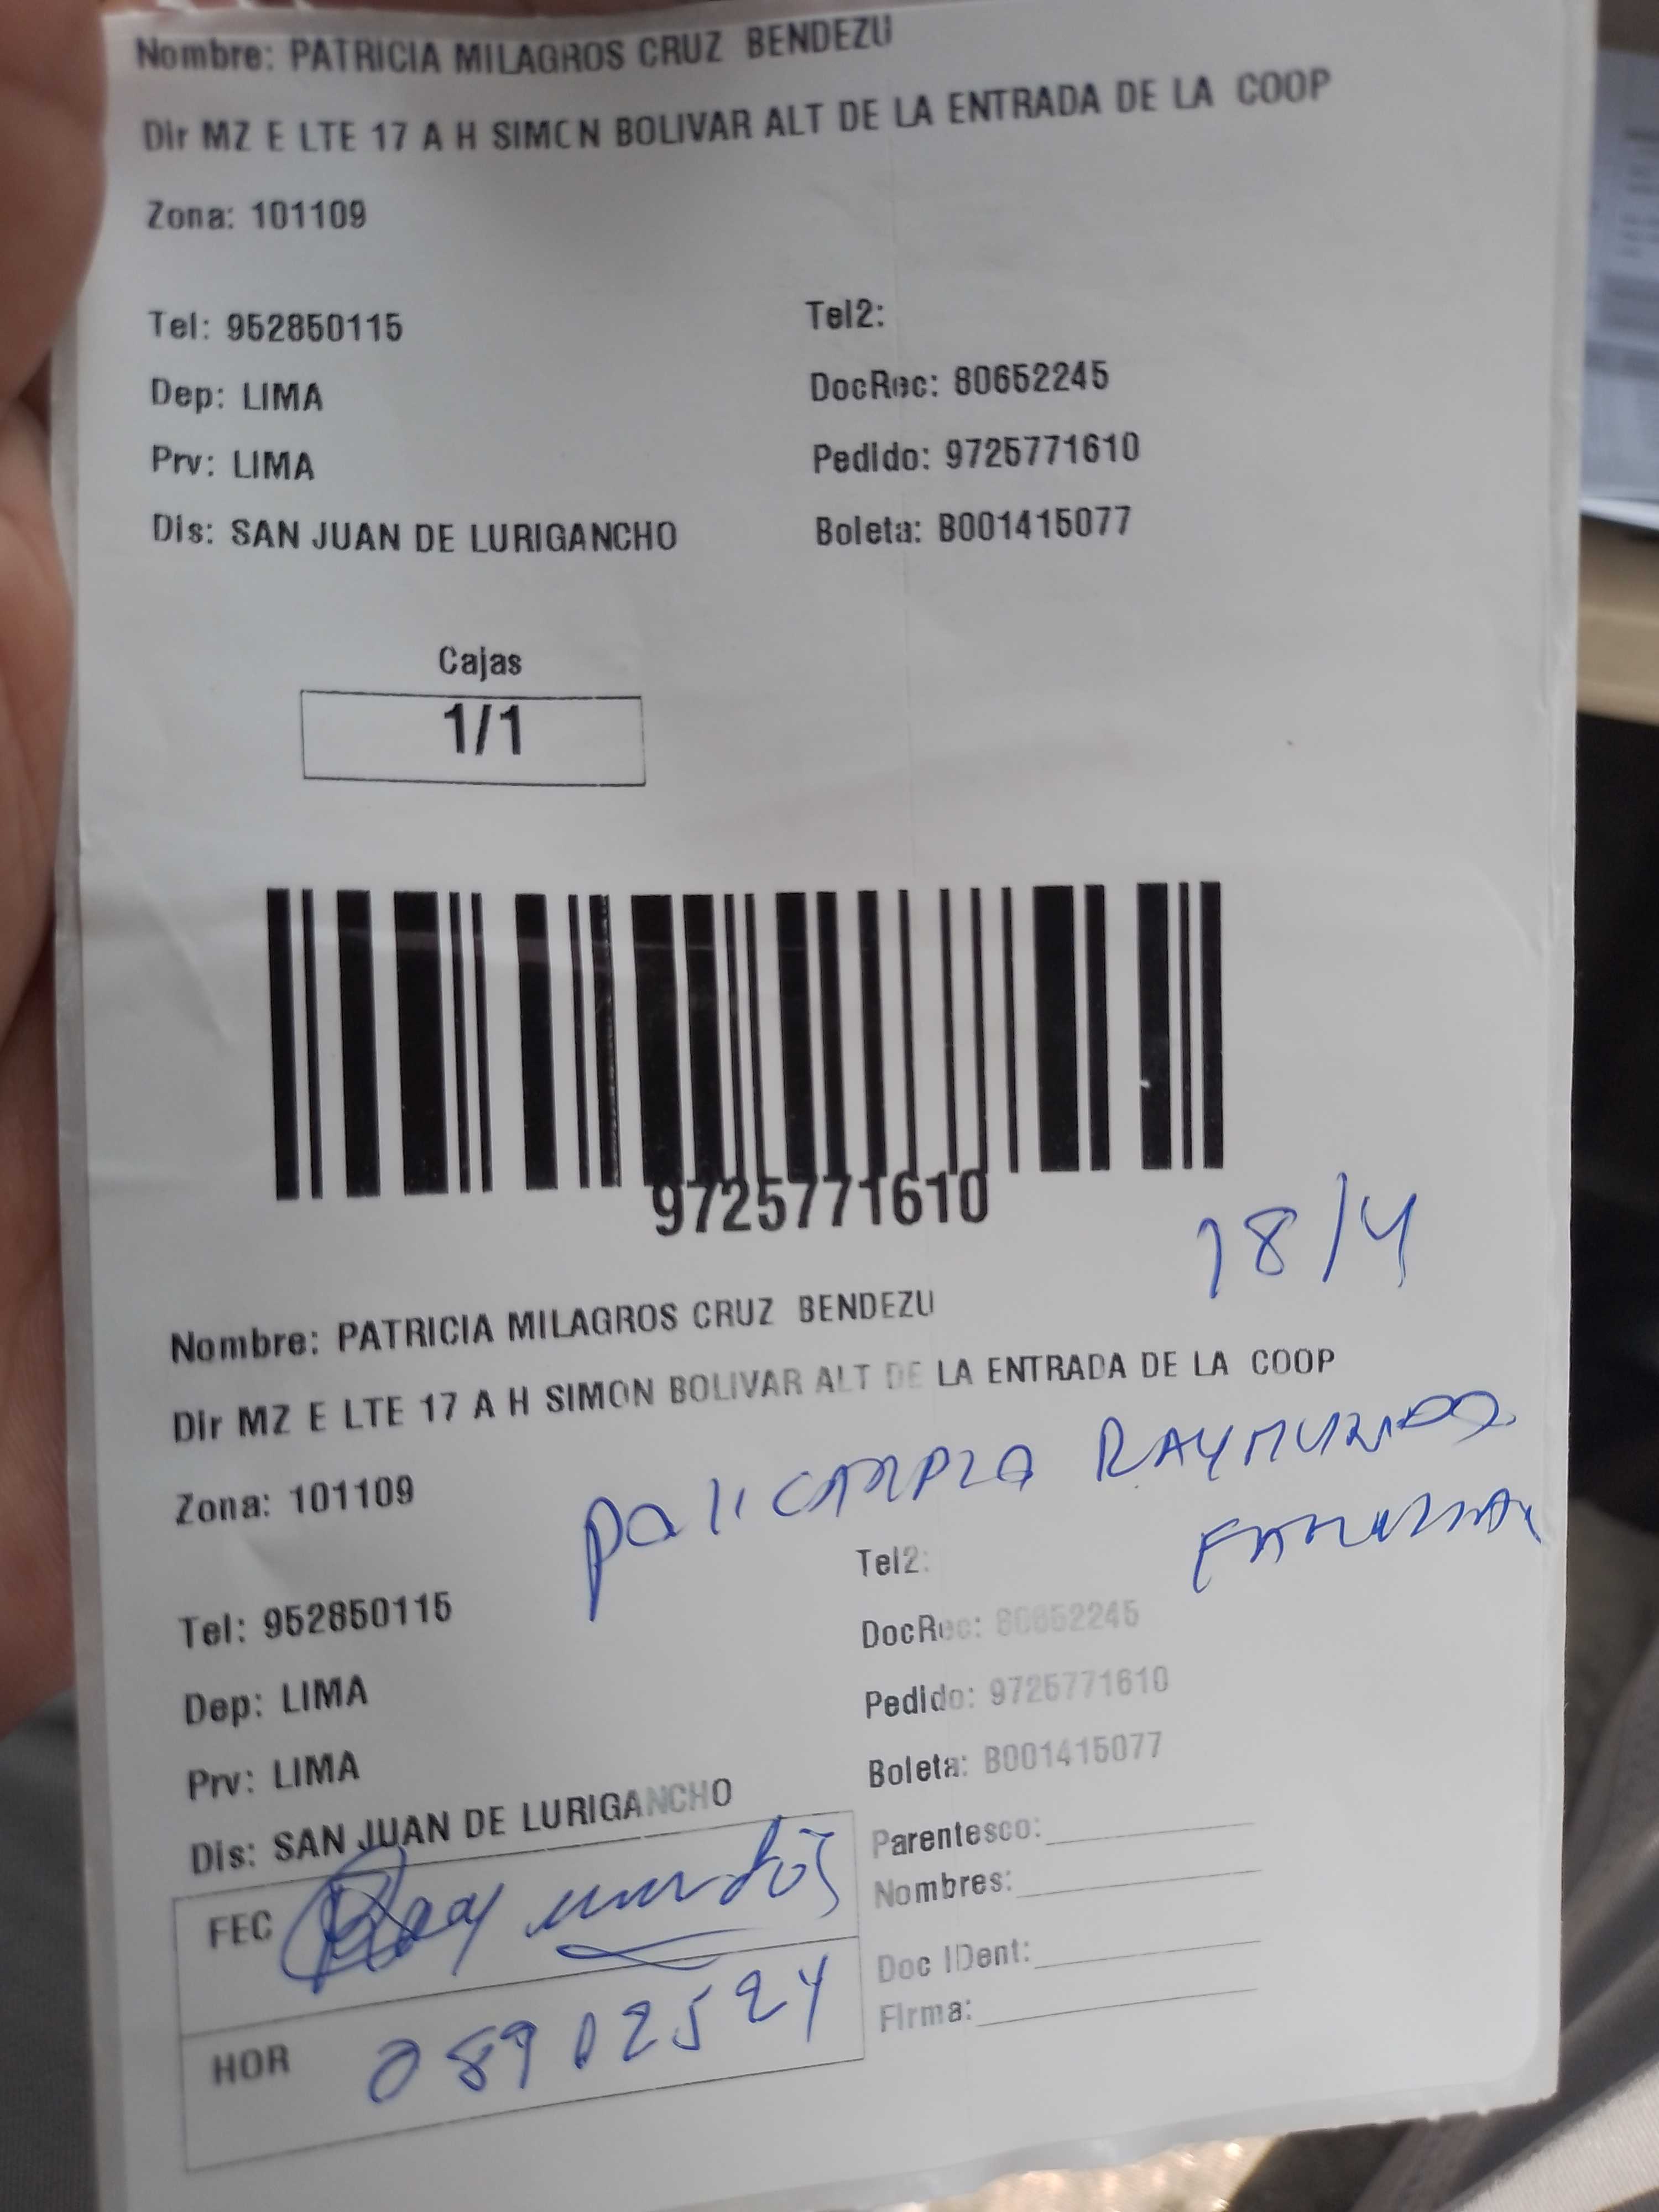 Nombre: PATRICIA MILAGROS CRUZ BENDEZU
Dir MZ E LTE 17 A H SIMON BOLIVAR ALT DE LA ENTRADA DE LA COOP
Zona: 101109
Tel: 952850115
Tel2:
Dep: LIMA
DocRec: 80652245
Prv: LIMA
Pedido: 9725771610
Dis: SAN JUAN DE LURIGANCHO
Boleta: B001415077
Cajas
1/1
9725771610
18/4
Nombre: PATRICIA MILAGROS CRUZ BENDEZU
Dir MZ E LTE 17 A H SIMON BOLIVAR ALT DE LA ENTRADA DE LA COOP
Zona: 101109
RAYMUNDO
Tel2:
Tel: 952850115
DocRec: 80652245
Dep: LIMA
Pedido: 9725771610
Prv: LIMA
Boleta: B001415077
Dis: SAN JUAN DE LURIGANCHO
Parentesco:
Nombres:
FEC
Doc IDent:
Firma:
HOR